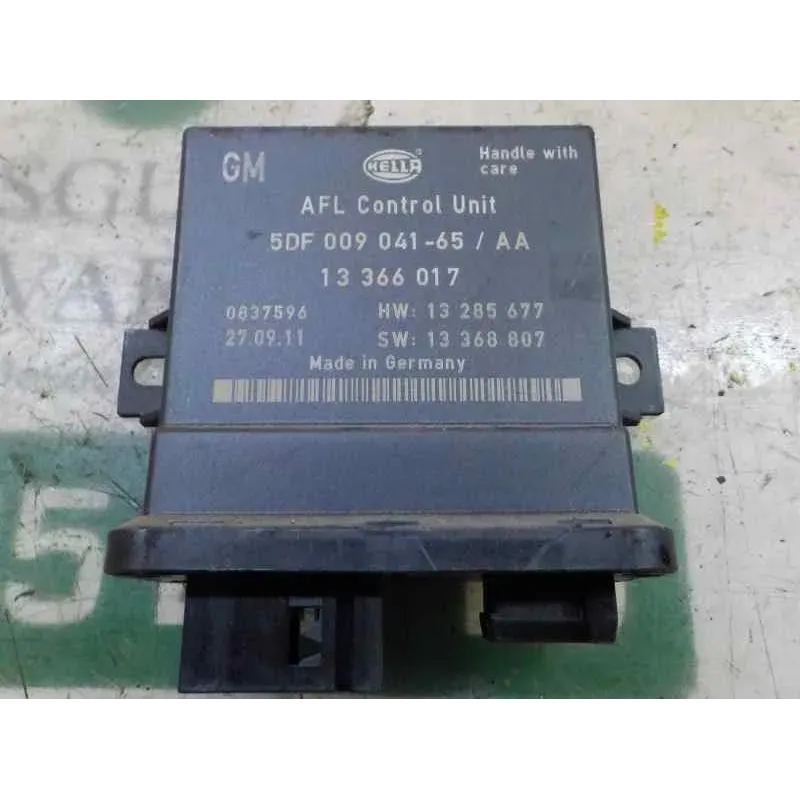 GM
HELLA
Handle with
care
AFL Control Unit
5DF 009 041-65 / AA
13 366 017
0837596
HW: 13 285 677
27.09.11
SW: 13 368 807
Made in Germany